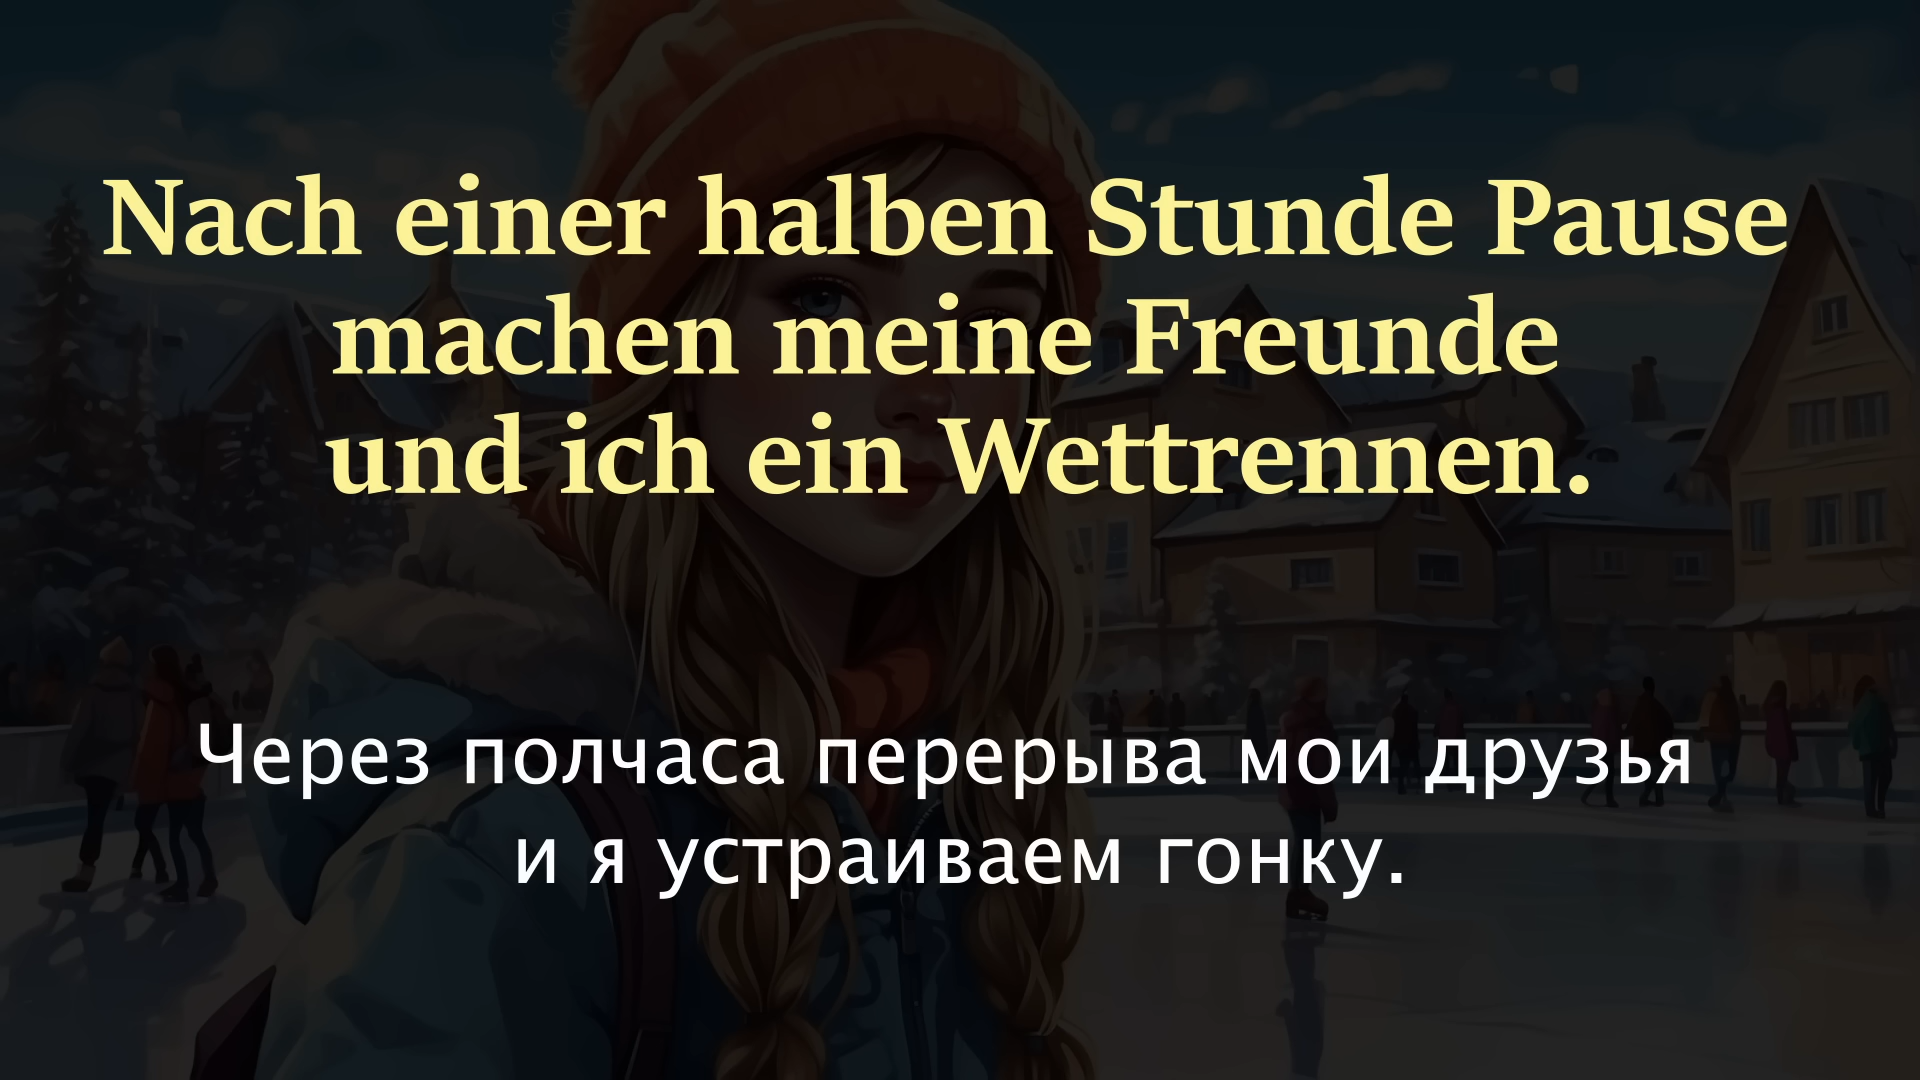 Nach einer halben Stunde Pause
machen meine Freunde
und ich ein Wettrennen.
Через полчаса перерыва мои друзья
и я устраиваем гонку.